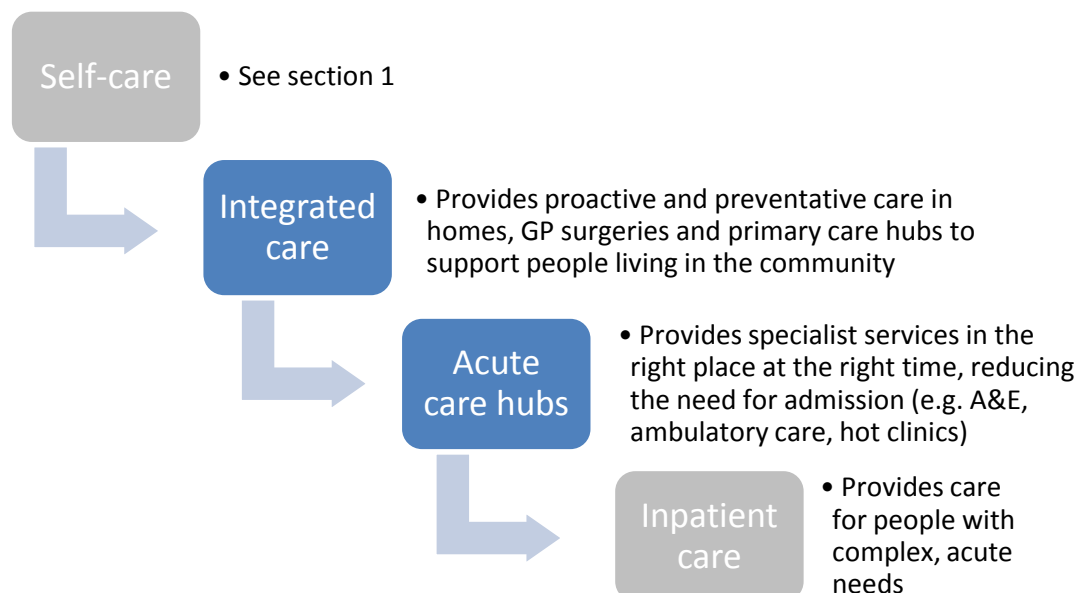 Self-care
• See section 1
Integrated
care
• Provides proactive and preventative care in
homes, GP surgeries and primary care hubs to
support people living in the community
Acute
care hubs
• Provides specialist services in the
right place at the right time, reducing
the need for admission (e.g. A&E,
ambulatory care, hot clinics)
Inpatient
care
• Provides care
for people with
complex, acute
needs